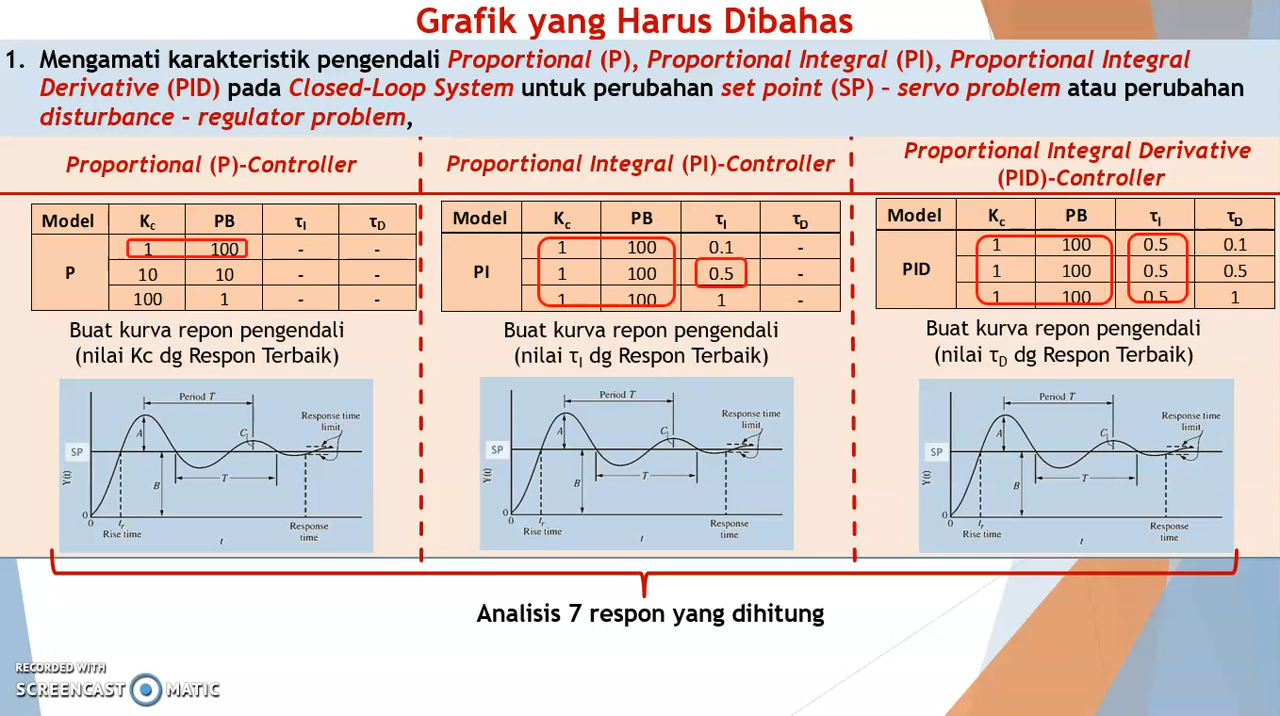 Grafik yang Harus Dibahas
1. Mengamati karakteristik pengendali Proportional (P), Proportional Integral (PI), Proportional Integral
Derivative (PID) pada Closed-Loop System untuk perubahan set point (SP) – servo problem atau perubahan
disturbance – regulator problem,
Proportional (P)-Controller
Model Kc PB τI τD
P
1 100 - -
10 10 - -
100 1 - -
Buat kurva repon pengendali
(nilai Kc dg Respon Terbaik)
Period T
Response time
limit
A
C
SP
Y(t)
B
T
0
0
tr
Rise time
Response
time
t
Proportional Integral (PI)-Controller
Model Kc PB τI τD
PI
1 100 0.1 -
1 100 0.5 -
1 100 1 -
Buat kurva repon pengendali
(nilai τI dg Respon Terbaik)
Period T
Response time
limit
A
C
SP
Y(t)
B
T
0
0
tr
Rise time
Response
time
t
Proportional Integral Derivative
(PID)-Controller
Model Kc PB τI τD
PID
1 100 0.5 0.1
1 100 0.5 0.5
1 100 0.5 1
Buat kurva repon pengendali
(nilai τD dg Respon Terbaik)
Period T
Response time
limit
A
C
SP
Y(t)
B
T
0
0
tr
Rise time
Response
time
t
Analisis 7 respon yang dihitung
RECORDED WITH
SCREENCAST MATIC